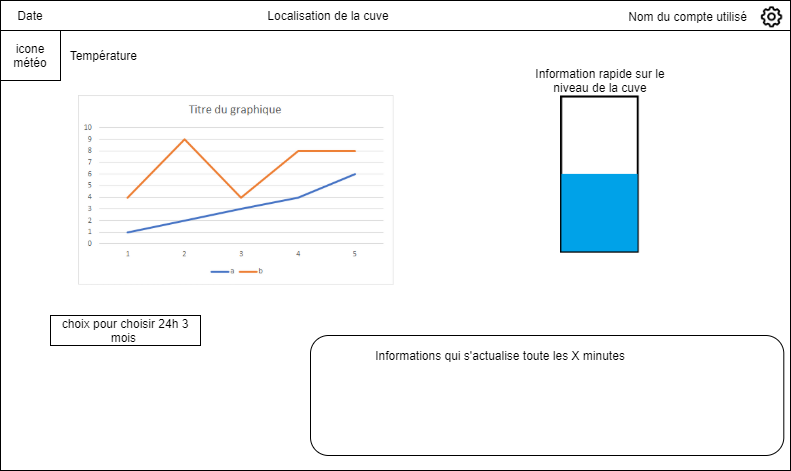 Date
Localisation de la cuve
Nom du compte utilisé
icone
météo
Température
Information rapide sur le
niveau de la cuve
Titre du graphique
10
9
8
7
6
5
4
3
2
1
0
1 2 3 4 5
a b
choix pour choisir 24h 3
mois
Informations qui s'actualise toute les X minutes